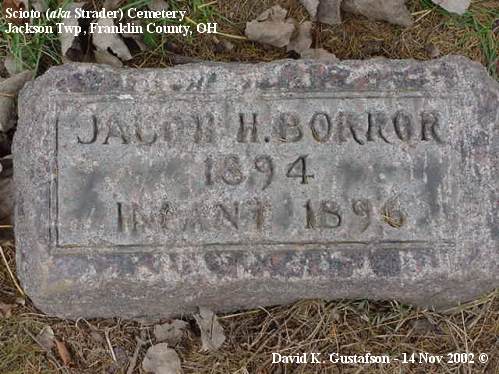 Scioto (aka Strader) Cemetery
Jackson Twp, Franklin County, OH
JACOB H. BORROR
1894
INFANT 1896
David K. Gustafson - 14 Nov 2002 ©